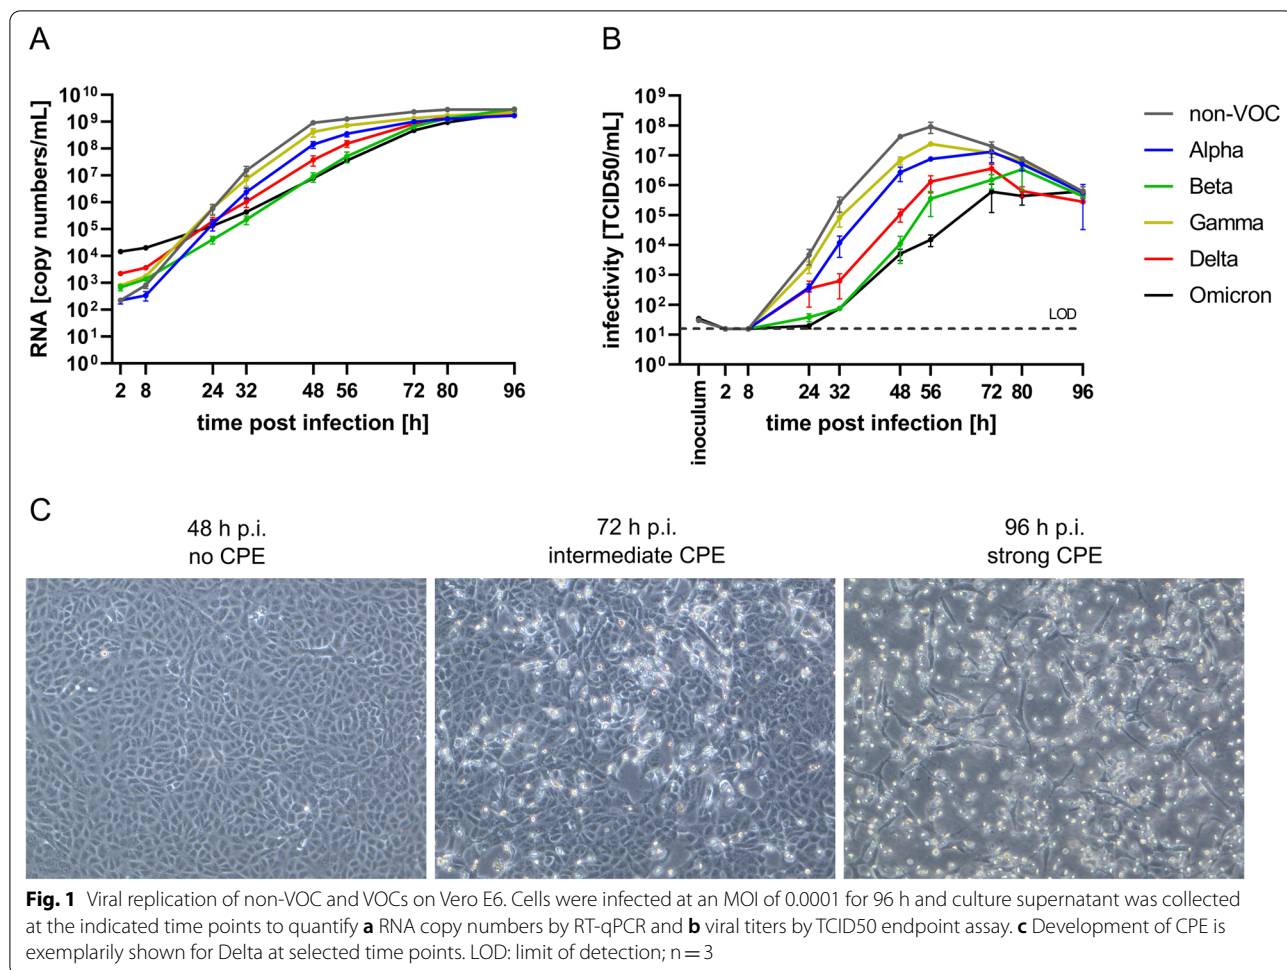 A
RNA [copy numbers/mL]
10^10
10^9
10^8
10^7
10^6
10^5
10^4
10^3
10^2
10^1
10^0
2 8 24 32 48 56 72 80 96
time post infection [h]
B
infectivity [TCID50/mL]
10^9
10^8
10^7
10^6
10^5
10^4
10^3
10^2
10^1
10^0
LOD
inoculum 2 8 24 32 48 56 72 80 96
time post infection [h]
non-VOC
Alpha
Beta
Gamma
Delta
Omicron
C
48 h p.i.
no CPE
72 h p.i.
intermediate CPE
96 h p.i.
strong CPE
Fig. 1 Viral replication of non-VOC and VOCs on Vero E6. Cells were infected at an MOI of 0.0001 for 96 h and culture supernatant was collected
at the indicated time points to quantify a RNA copy numbers by RT-qPCR and b viral titers by TCID50 endpoint assay. c Development of CPE is
exemplarily shown for Delta at selected time points. LOD: limit of detection; n = 3